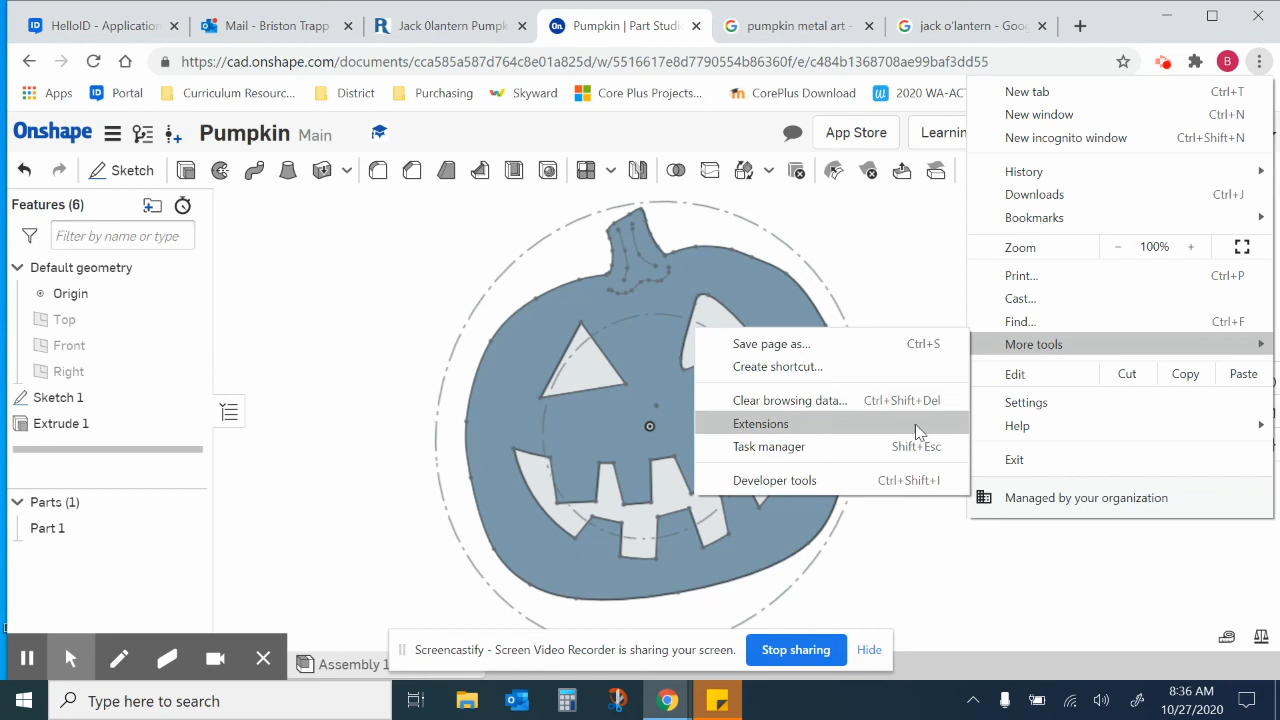 HelloID - Application
Mail - Briston Trapp
Jack 0lantern Pumpk
Pumpkin | Part Studio
pumpkin metal art -
jack o'lantern - Goog
https://cad.onshape.com/documents/cca585a587d764c8e01a825d/w/5516617e8d7790554b86360f/e/c484b1368708ae99baf3dd55
B
Apps
Portal
Curriculum Resourc...
District
Purchasing
Skyward
Core Plus Projects...
CorePlus Download
2020 WA-ACT
Onshape
Pumpkin Main
App Store
Learnin
Sketch
Features (6)
Filter by name or type
Default geometry
Origin
Top
Front
Right
Sketch 1
Extrude 1
Parts (1)
Part 1
New tab Ctrl+T
New window Ctrl+N
New incognito window Ctrl+Shift+N
History
Downloads Ctrl+J
Bookmarks
Zoom - 100% +
Print... Ctrl+P
Cast...
Find... Ctrl+F
More tools
Edit Cut Copy Paste
Settings
Help
Exit
Managed by your organization
Save page as... Ctrl+S
Create shortcut...
Clear browsing data... Ctrl+Shift+Del
Extensions
Task manager Shift+Esc
Developer tools Ctrl+Shift+I
Assembly 1
Screencastify - Screen Video Recorder is sharing your screen.
Stop sharing
Hide
Type here to search
8:36 AM
10/27/2020